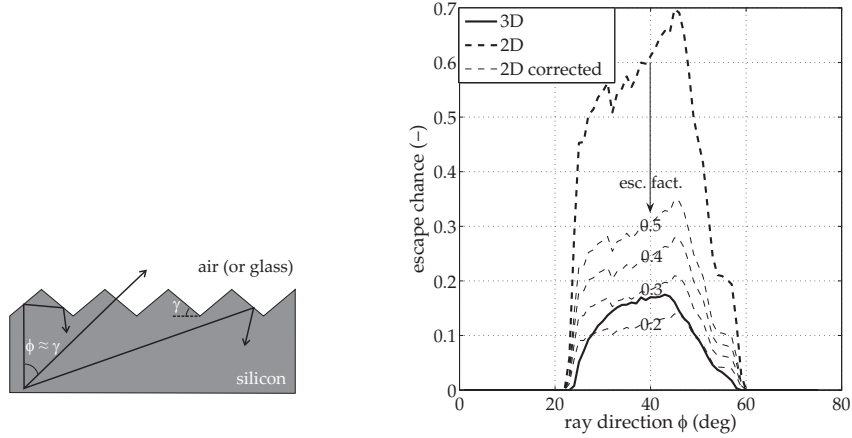 air (or glass)
γ
ϕ ≈ γ
silicon
escape chance (−)
0.7
0.6
0.5
0.4
0.3
0.2
0.1
0
3D
2D
2D corrected
esc. fact.
0.5
0.4
0.3
0.2
0 20 40 60 80
ray direction ϕ (deg)